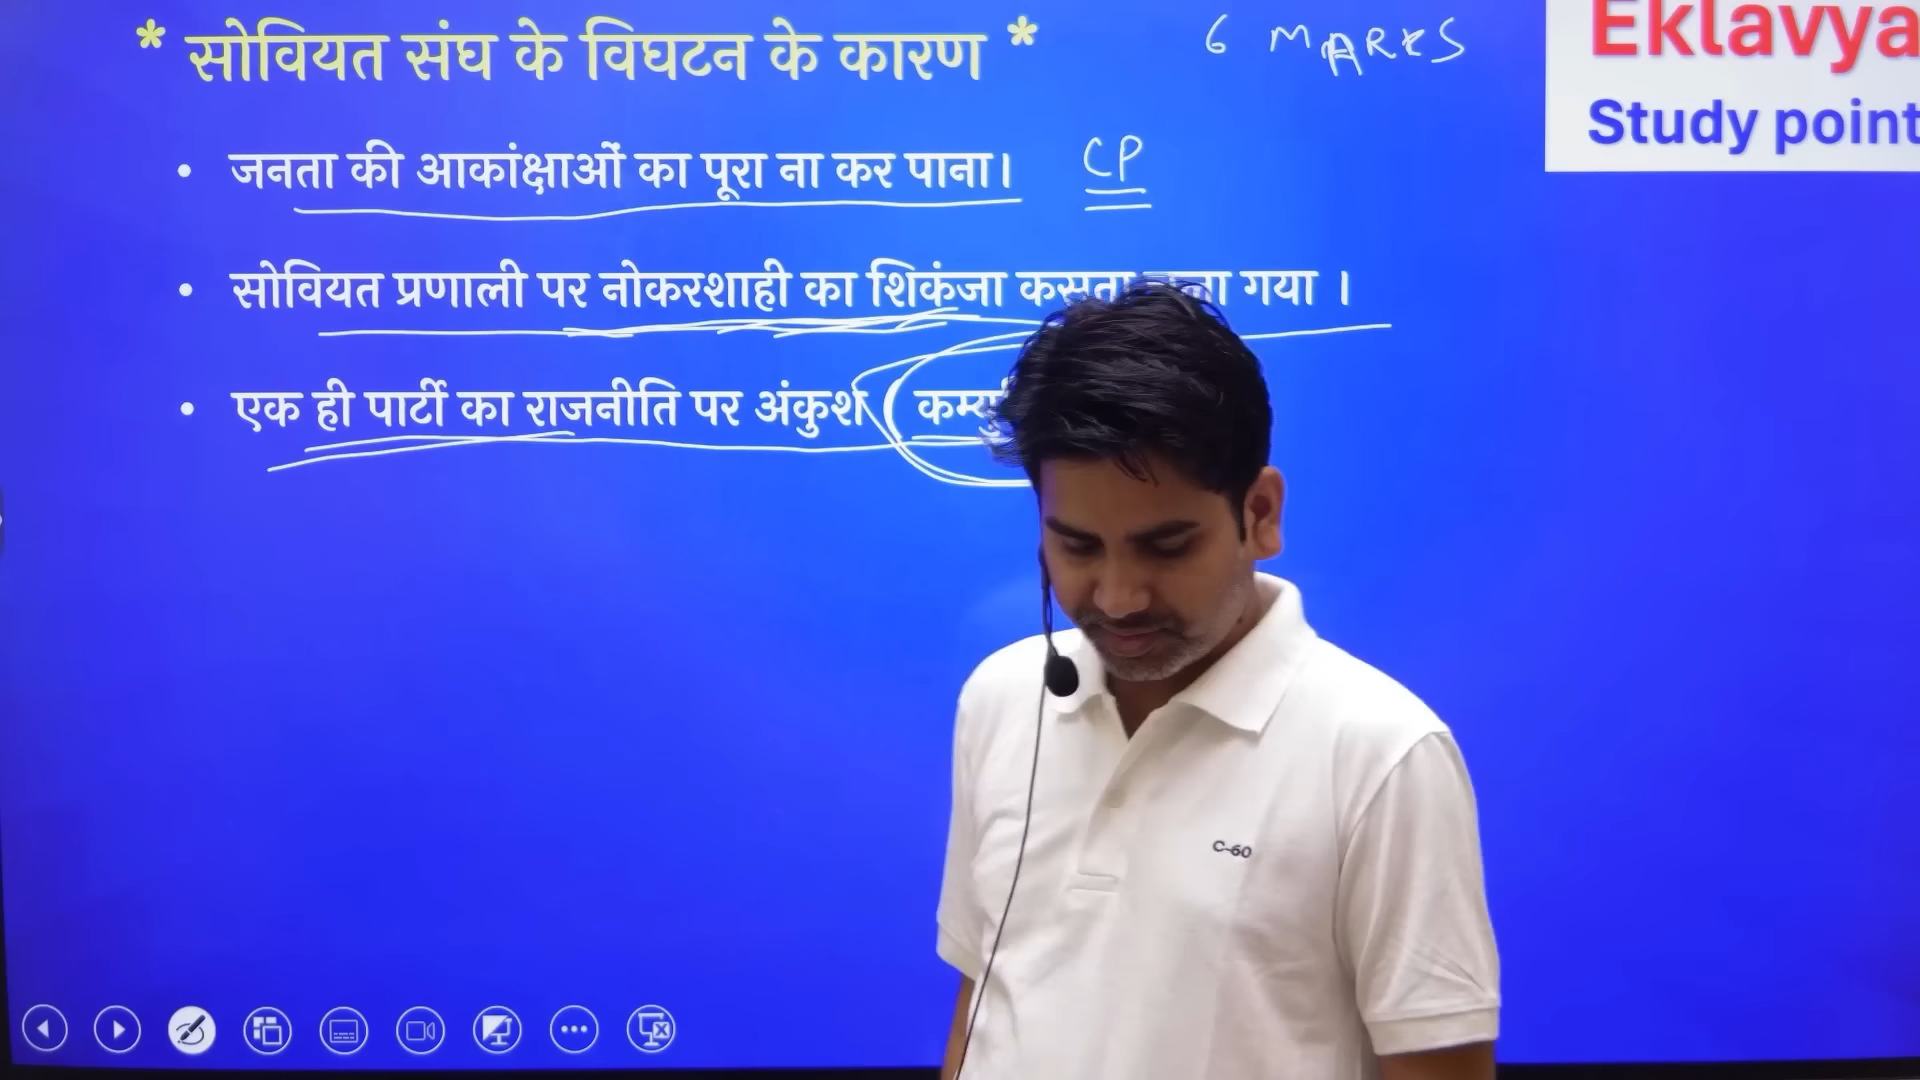 * सोवियत संघ के विघटन के कारण *
6 MARKS
Eklavya
Study point
• जनता की आकांक्षाओं का पूरा ना कर पाना।
CP
• सोवियत प्रणाली पर नोकरशाही का शिकंजा कसता गया ।
• एक ही पार्टी का राजनीति पर अंकुश (
C-60